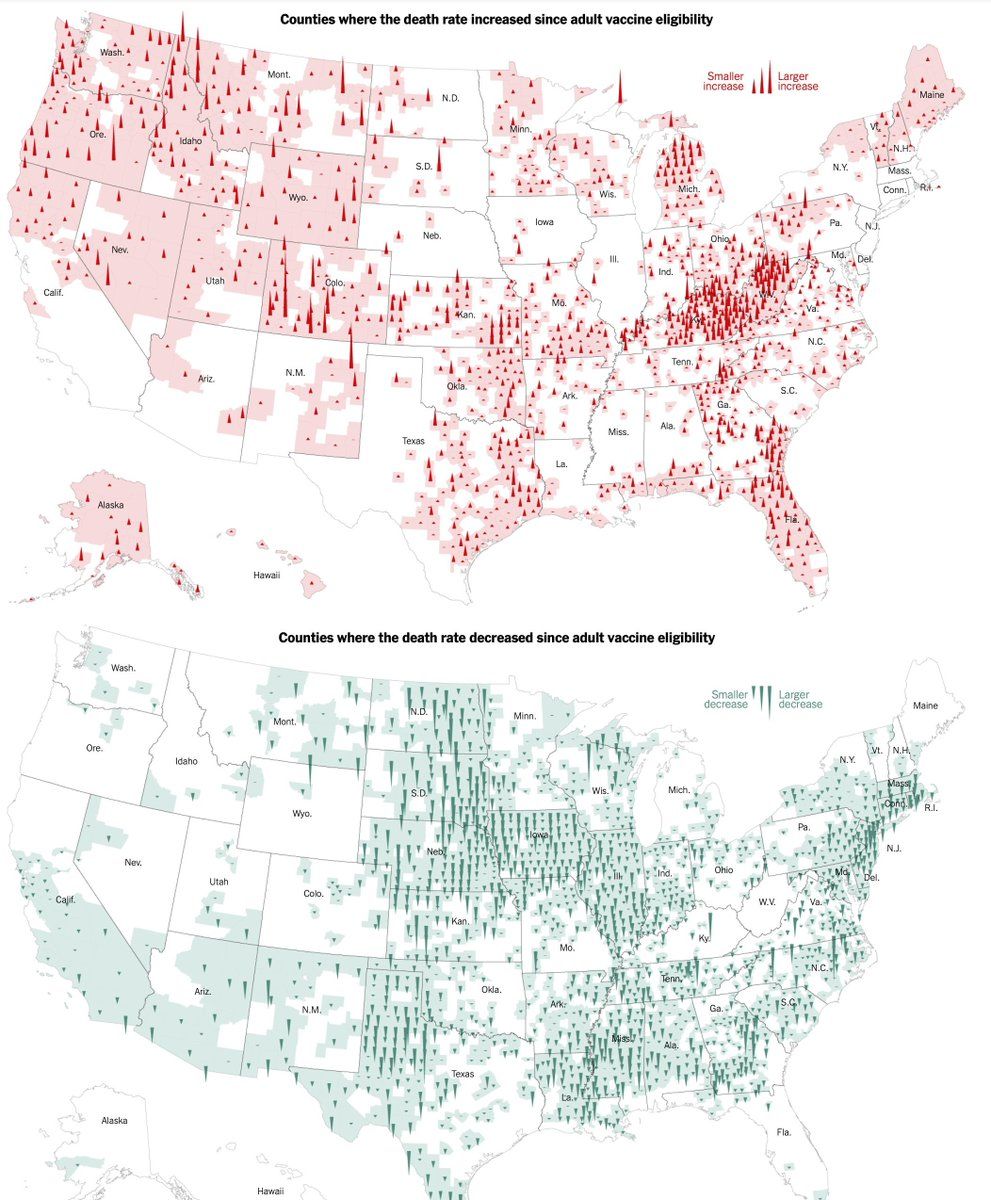 Counties where the death rate increased since adult vaccine eligibility
Smaller increase
Larger increase
Wash.
Mont.
N.D.
Minn.
Maine
Ore.
Idaho
S.D.
Wis.
Mich.
Vt.
N.H.
N.Y.
Mass.
Conn.
R.I.
Wyo.
Iowa
Neb.
Pa.
N.J.
Nev.
Ill.
Ind.
Ohio
Md.
Del.
Utah
Colo.
Calif.
Kan.
Mo.
Ky.
W.V.
Va.
Ariz.
N.M.
Okla.
Tenn.
N.C.
Ark.
S.C.
Texas
Miss.
Ala.
Ga.
La.
Fla.
Alaska
Hawaii
Counties where the death rate decreased since adult vaccine eligibility
Smaller decrease
Larger decrease
Wash.
Mont.
N.D.
Minn.
Maine
Ore.
Idaho
S.D.
Wis.
Mich.
N.Y.
Vt.
N.H.
Mass.
Conn.
R.I.
Wyo.
Neb.
Iowa
Pa.
N.J.
Nev.
Utah
Colo.
Ill.
Ind.
Ohio
Md.
Del.
Calif.
Kan.
Mo.
Ky.
W.V.
Va.
Ariz.
N.M.
Okla.
Ark.
Tenn.
N.C.
S.C.
Texas
Miss.
Ala.
Ga.
La.
Fla.
Alaska
Hawaii